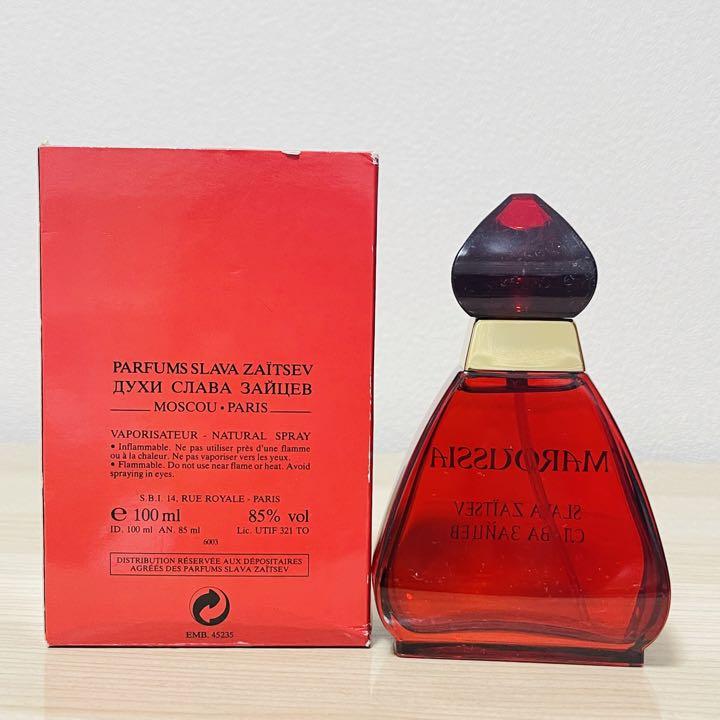 PARFUMS SLAVA ZAÏTSEV
ДУХИ СЛАВА ЗАЙЦЕВ
MOSCOU • PARIS
VAPORISATEUR - NATURAL SPRAY
• Inflammable. Ne pas utiliser près d'une flamme
ou à la chaleur. Ne pas vaporiser vers les yeux.
• Flammable. Do not use near flame or heat. Avoid
spraying in eyes.
S.B.I. 14, RUE ROYALE - PARIS
℮ 100 ml 85% vol
ID. 100 ml AN. 85 ml Lic. UTIF 321 TO
6003
DISTRIBUTION RÉSERVÉE AUX DÉPOSITAIRES
AGRÉÉS DES PARFUMS SLAVA ZAÏTSEV
EMB. 45235
MAROUSSIA
SLAVA ZAÏTSEV
СЛАВА ЗАЙЦЕВ